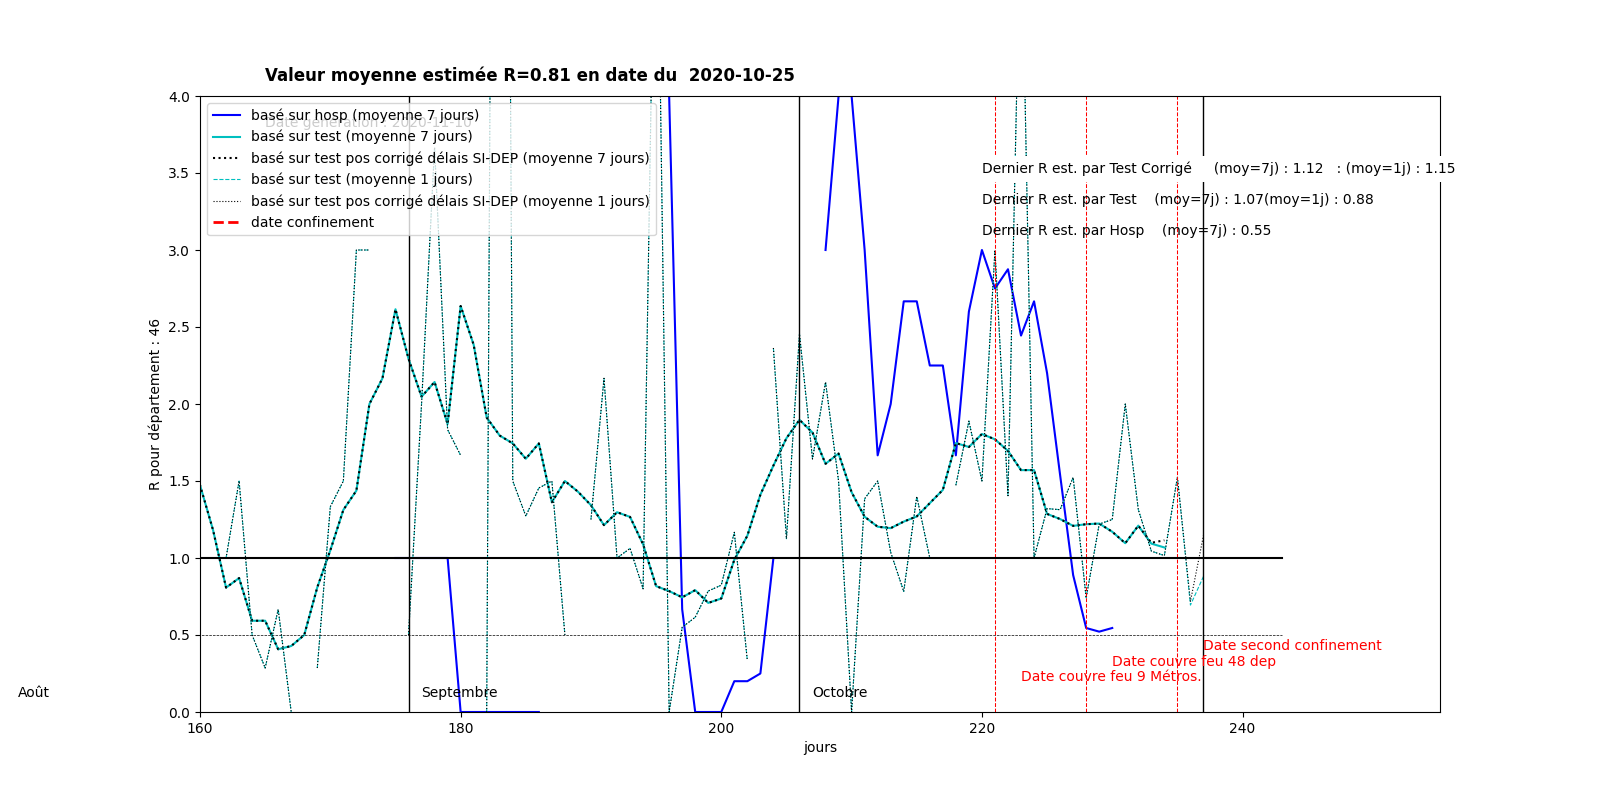 Valeur moyenne estimée R=0.81 en date du  2020-10-25
Date génération : 2020-11-10
basé sur hosp (moyenne 7 jours)
basé sur test (moyenne 7 jours)
basé sur test pos corrigé délais SI-DEP (moyenne 7 jours)
basé sur test (moyenne 1 jours)
basé sur test pos corrigé délais SI-DEP (moyenne 1 jours)
date confinement
Dernier R est. par Test Corrigé     (moy=7j) : 1.12   : (moy=1j) : 1.15
Dernier R est. par Test    (moy=7j) : 1.07(moy=1j) : 0.88
Dernier R est. par Hosp    (moy=7j) : 0.55
4.0
3.5
3.0
2.5
2.0
1.5
1.0
0.5
0.0
R pour département : 46
Date second confinement
Date couvre feu 48 dep
Date couvre feu 9 Métros.
Août
Septembre
Octobre
160
180
200
220
240
jours